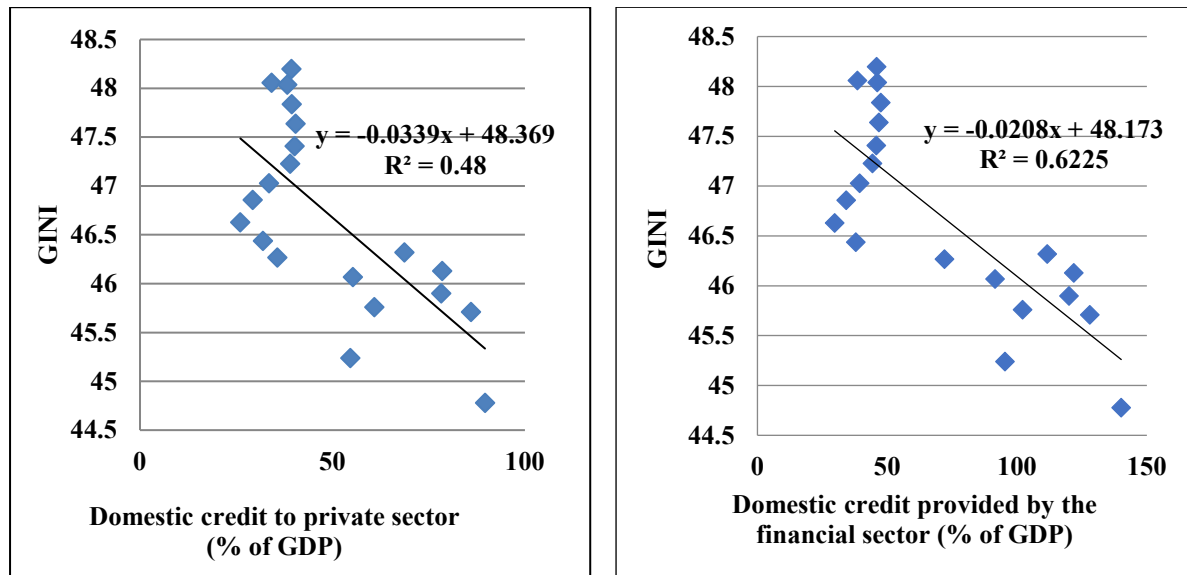 48.5
48
47.5
47
46.5
46
45.5
45
44.5
GINI
y = -0.0339x + 48.369
R² = 0.48
0
50
100
Domestic credit to private sector
(% of GDP)
48.5
48
47.5
47
46.5
46
45.5
45
44.5
GINI
y = -0.0208x + 48.173
R² = 0.6225
0
50
100
150
Domestic credit provided by the
financial sector (% of GDP)